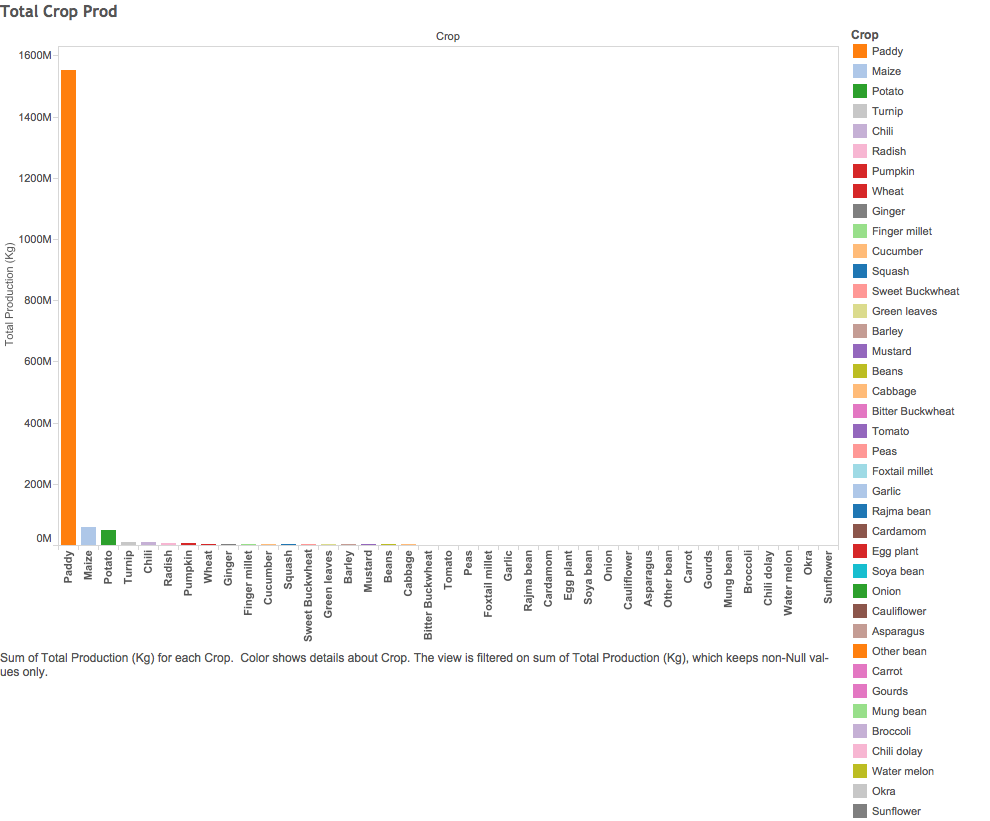 Total Crop Prod
Crop
1600M
1400M
1200M
1000M
800M
600M
400M
200M
0M
Total Production (Kg)
Paddy
Maize
Potato
Turnip
Chili
Radish
Pumpkin
Wheat
Ginger
Finger millet
Cucumber
Squash
Sweet Buckwheat
Green leaves
Barley
Mustard
Beans
Cabbage
Bitter Buckwheat
Tomato
Peas
Foxtail millet
Garlic
Rajma bean
Cardamom
Egg plant
Soya bean
Onion
Cauliflower
Asparagus
Other bean
Carrot
Gourds
Mung bean
Broccoli
Chili dolay
Water melon
Okra
Sunflower
Sum of Total Production (Kg) for each Crop.  Color shows details about Crop. The view is filtered on sum of Total Production (Kg), which keeps non-Null val-
ues only.
Crop
Paddy
Maize
Potato
Turnip
Chili
Radish
Pumpkin
Wheat
Ginger
Finger millet
Cucumber
Squash
Sweet Buckwheat
Green leaves
Barley
Mustard
Beans
Cabbage
Bitter Buckwheat
Tomato
Peas
Foxtail millet
Garlic
Rajma bean
Cardamom
Egg plant
Soya bean
Onion
Cauliflower
Asparagus
Other bean
Carrot
Gourds
Mung bean
Broccoli
Chili dolay
Water melon
Okra
Sunflower